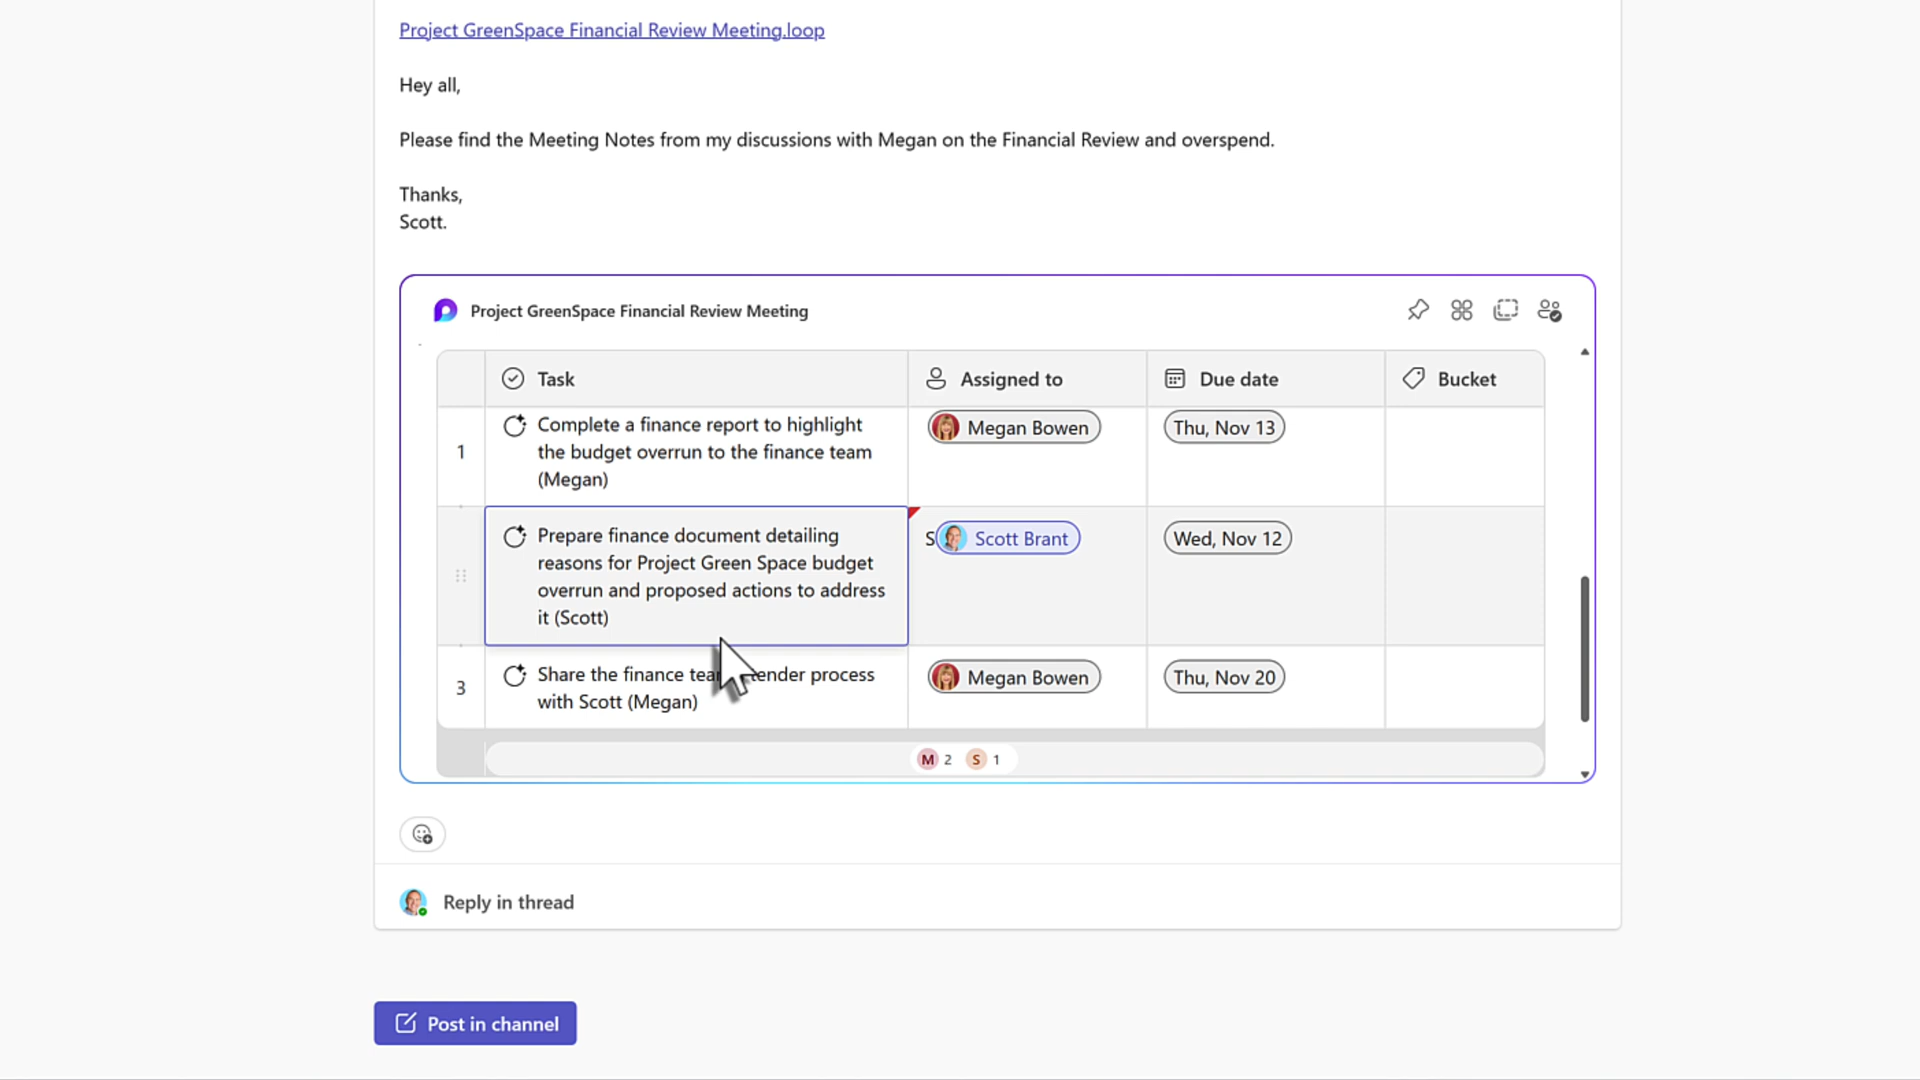 Project GreenSpace Financial Review Meeting.loop
Hey all,
Please find the Meeting Notes from my discussions with Megan on the Financial Review and overspend.
Thanks,
Scott.
Project GreenSpace Financial Review Meeting
Task Assigned to Due date Bucket
1 Complete a finance report to highlight Megan Bowen Thu, Nov 13
the budget overrun to the finance team
(Megan)
Prepare finance document detailing S Scott Brant Wed, Nov 12
reasons for Project Green Space budget
overrun and proposed actions to address
it (Scott)
3 Share the finance ender process Megan Bowen Thu, Nov 20
with Scott (Megan)
M 2 S 1
Reply in thread
Post in channel